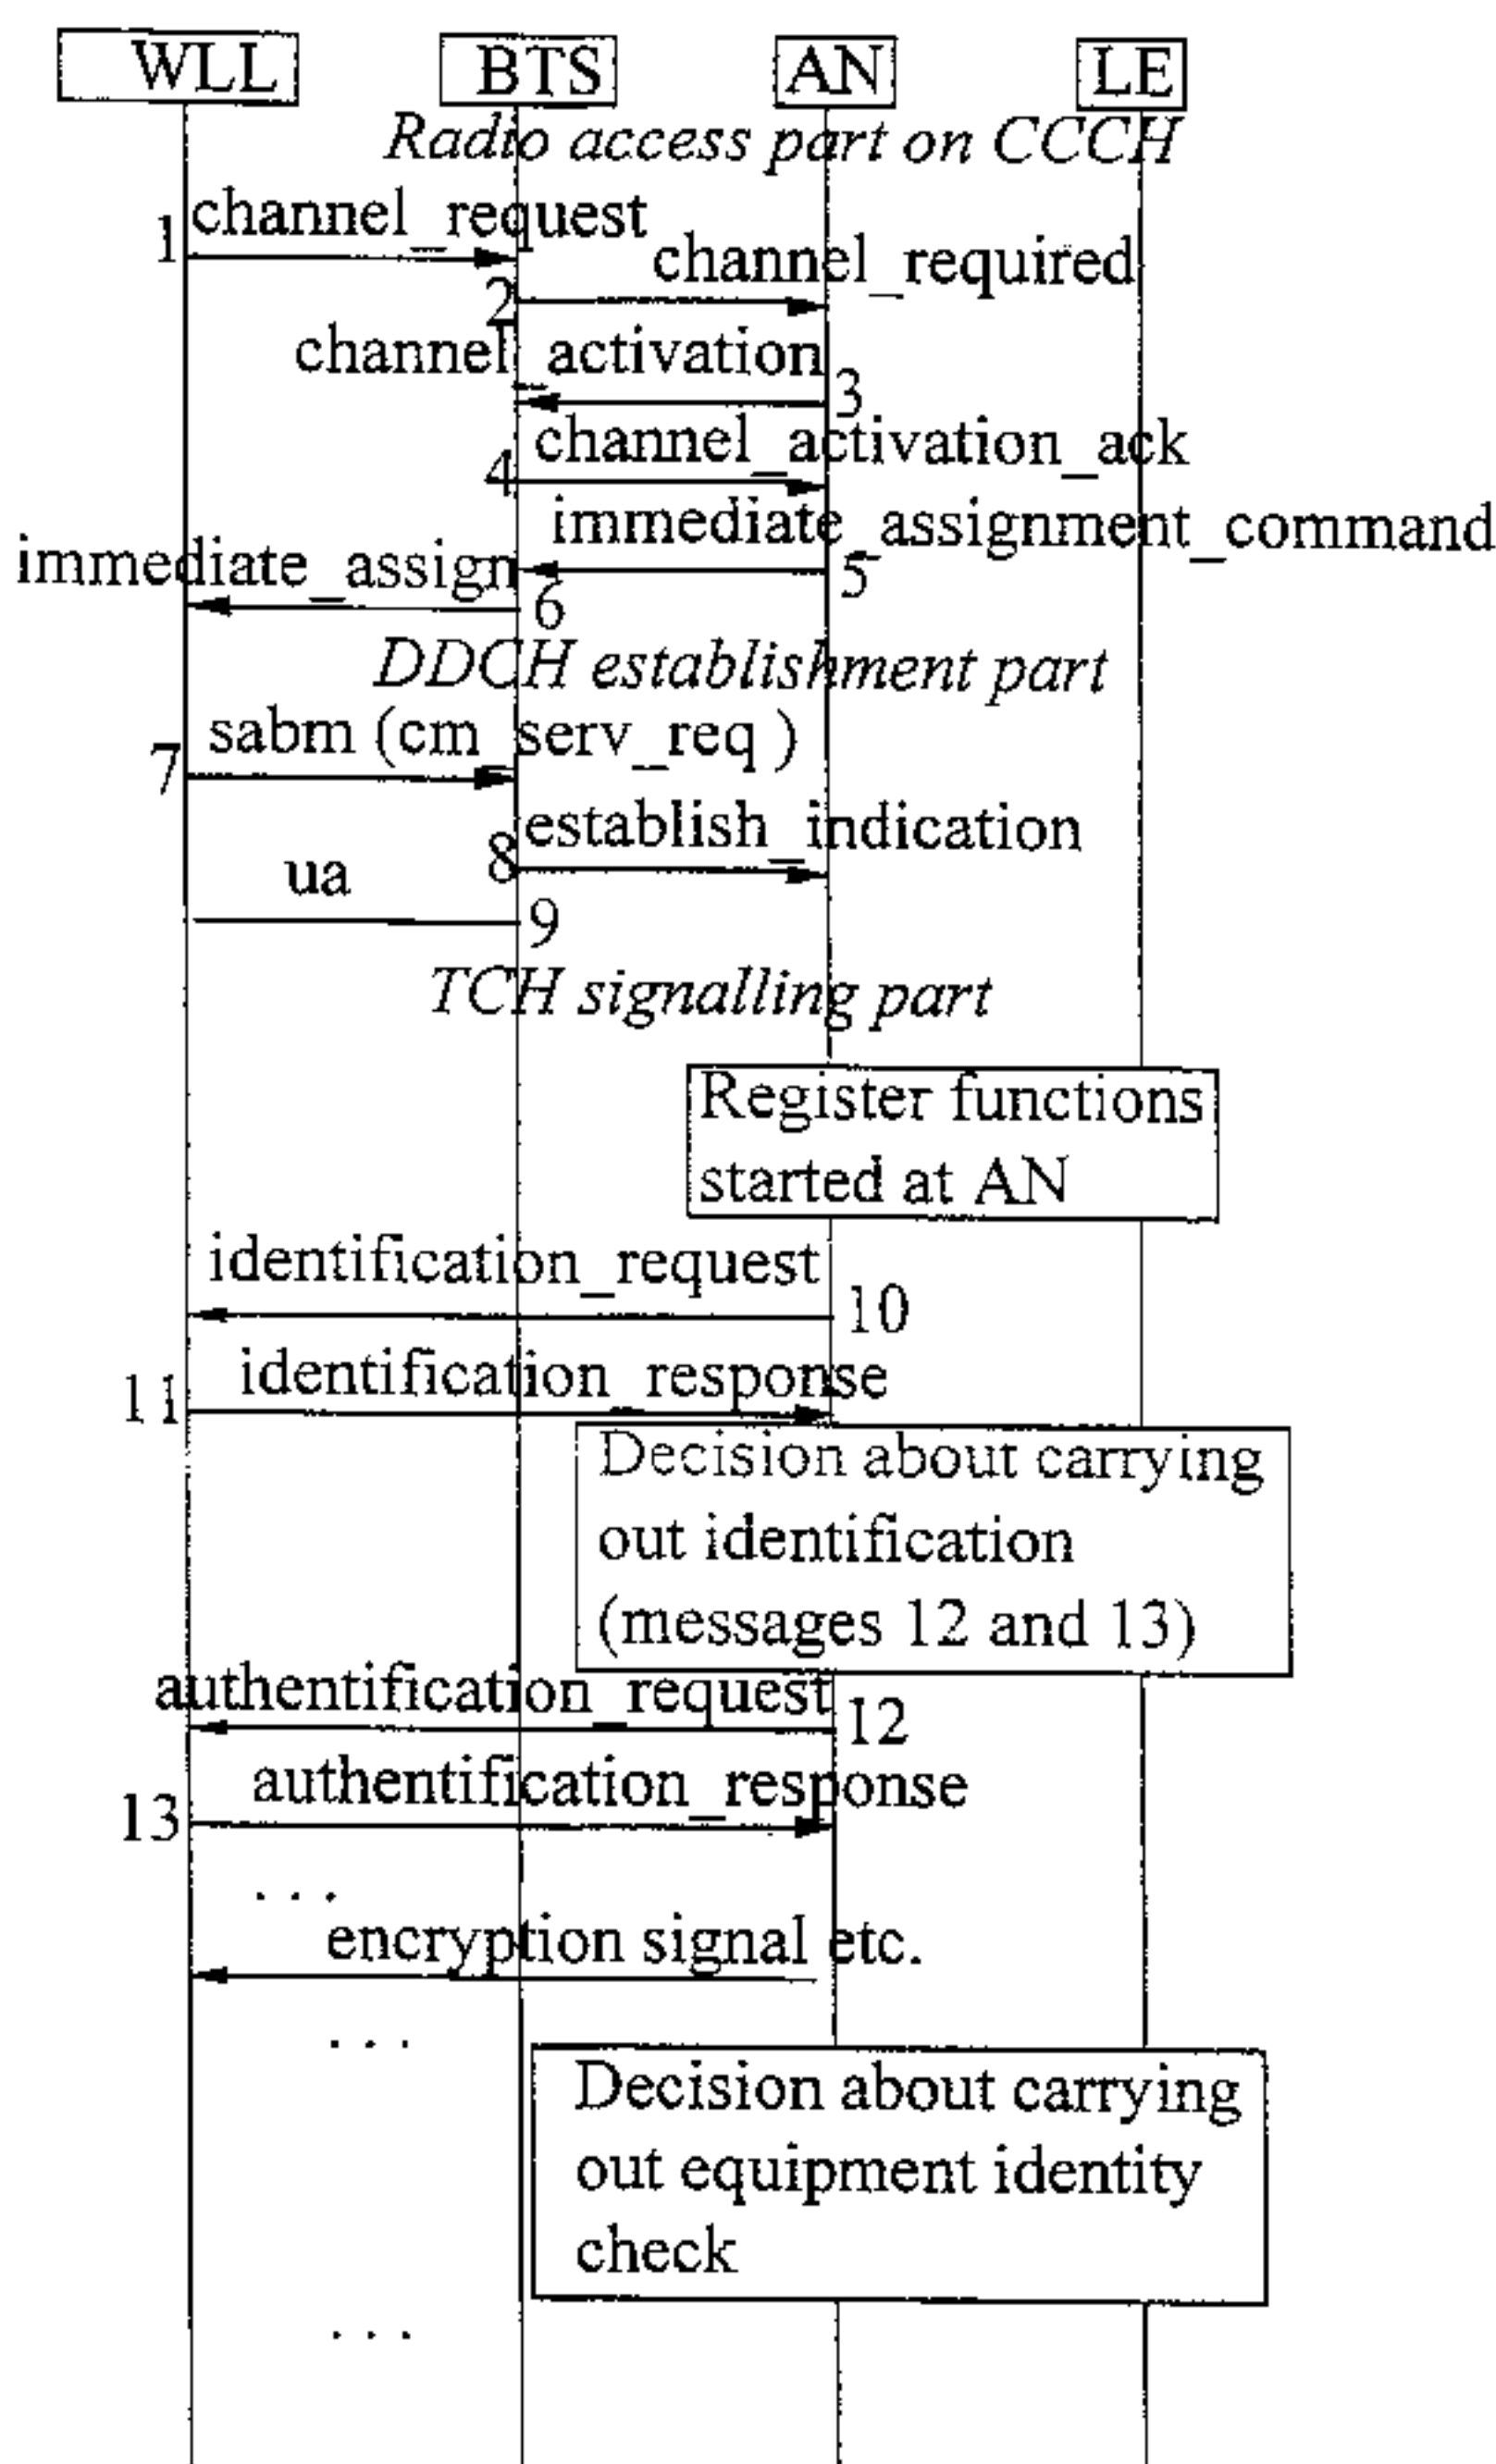 WLL BTS AN LE
Radio access part on CCCH
1 channel_request
2 channel_required
channel_activation 3
4 channel_activation_ack
immediate_assignment_command 5
immediate_assign 6
DDCH establishment part
7 sabm (cm_serv_req )
8 establish_indication
ua 9
TCH signalling part
Register functions
started at AN
identification_request 10
11 identification_response
Decision about carrying
out identification
(messages 12 and 13)
authentification_request 12
13 authentification_response
. . .
encryption signal etc.
. . .
Decision about carrying
out equipment identity
check
. . .